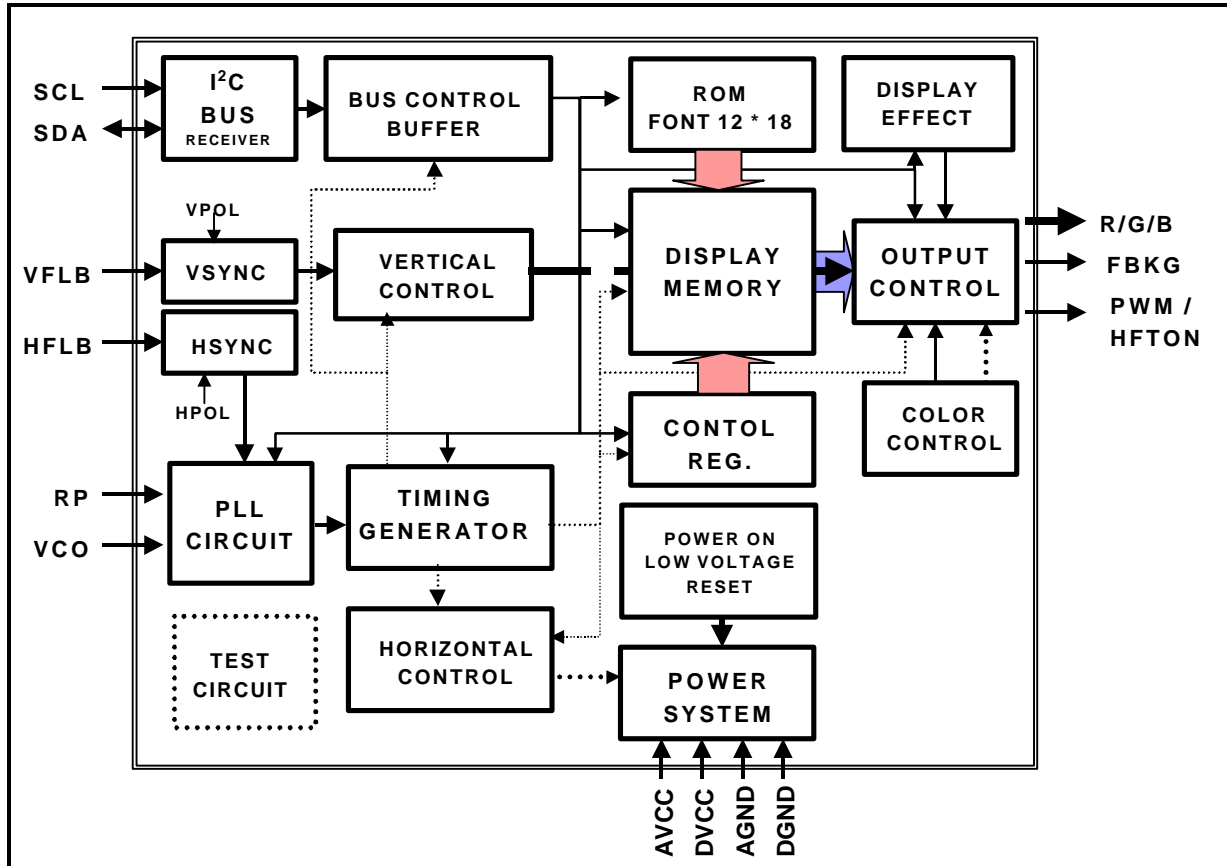 SCL
SDA
I²C
BUS
RECEIVER
BUS CONTROL
BUFFER
ROM
FONT 12 * 18
DISPLAY
EFFECT
VPOL
VFLB
VSYNC
VERTICAL
CONTROL
DISPLAY
MEMORY
OUTPUT
CONTROL
R/G/B
FBKG
PWM /
HFTON
HFLB
HSYNC
HPOL
CONTOL
REG.
COLOR
CONTROL
RP
VCO
PLL
CIRCUIT
TIMING
GENERATOR
POWER ON
LOW VOLTAGE
RESET
TEST
CIRCUIT
HORIZONTAL
CONTROL
POWER
SYSTEM
AVCC
DVCC
AGND
DGND